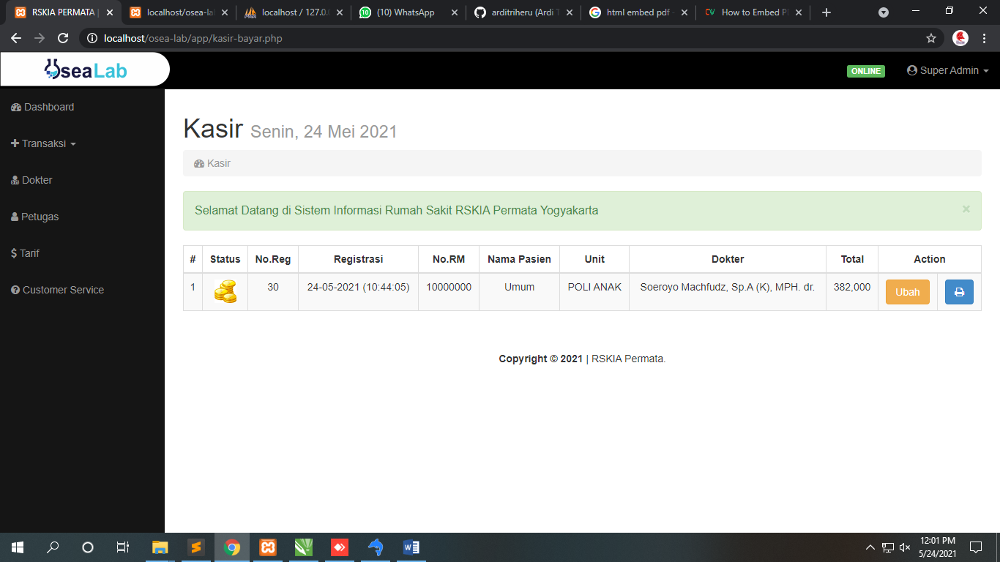 RSKIA PERMATA |
localhost/osea-la
localhost / 127.0.
(10) WhatsApp
arditriheru (Ardi T
html embed pdf -
How to Embed P
localhost/osea-lab/app/kasir-bayar.php
OseaLab
ONLINE
Super Admin
Dashboard
Transaksi
Dokter
Petugas
Tarif
Customer Service
Kasir Senin, 24 Mei 2021
Kasir
Selamat Datang di Sistem Informasi Rumah Sakit RSKIA Permata Yogyakarta ×
# Status No.Reg Registrasi No.RM Nama Pasien Unit Dokter Total Action
1 30 24-05-2021 (10:44:05) 10000000 Umum POLI ANAK Soeroyo Machfudz, Sp.A (K), MPH. dr. 382,000 Ubah
Copyright © 2021 | RSKIA Permata.
12:01 PM
5/24/2021